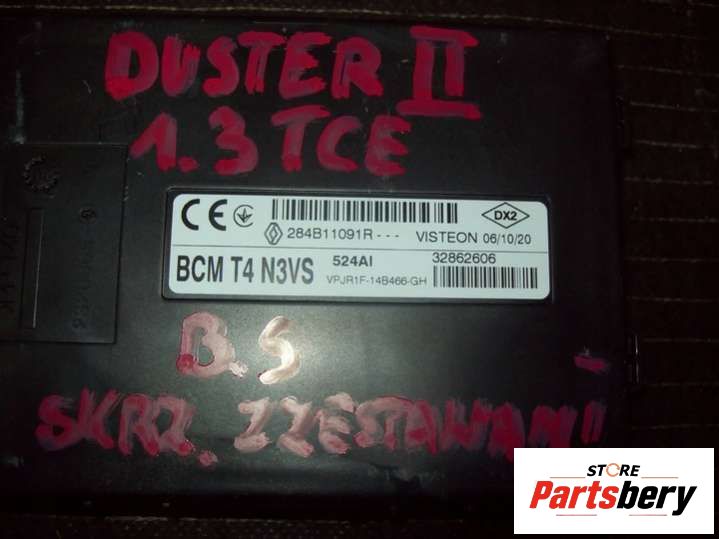 DUSTER II
1.3 TCE
CE DX2
284B11091R--- VISTEON 06/10/20
BCM T4 N3VS 524AI 32862606
VPJR1F-14B466-GH
B.S
SKRZ. ZZESTAWAMI
STORE
Partsbery